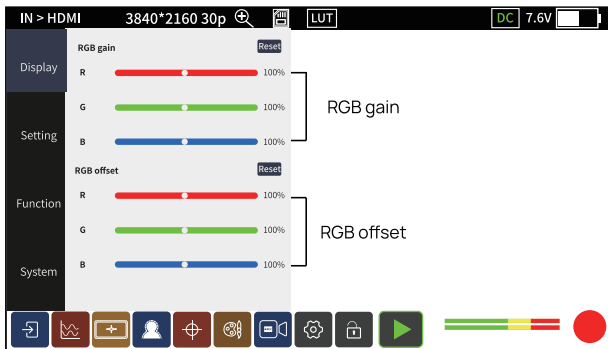 IN > HDMI 3840*2160 30p LUT DC 7.6V
Display
RGB gain Reset
R 100%
G 100%
B 100%
RGB gain
Setting
RGB offset Reset
R 100%
G 100%
B 100%
RGB offset
Function
System